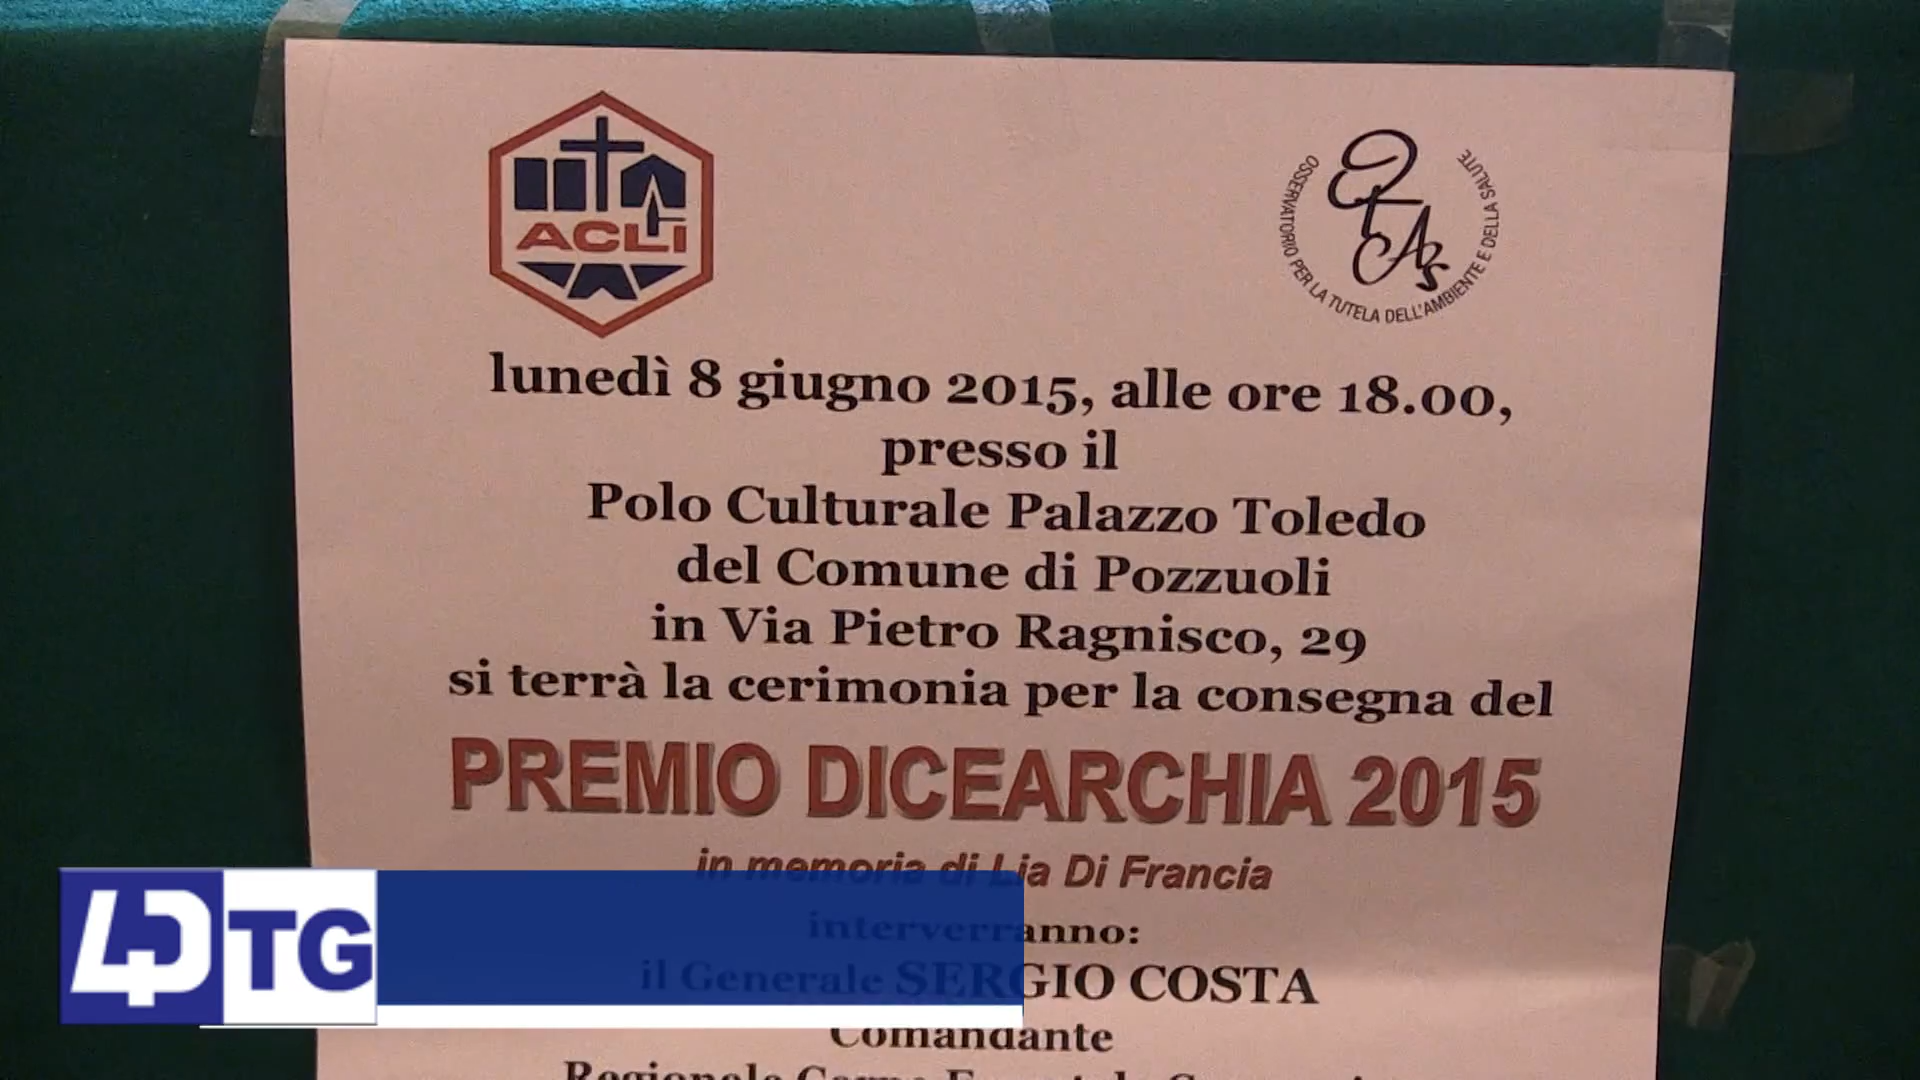 ACLI
OSSERVATORIO PER LA TUTELA DELL'AMBIENTE E DELLA SALUTE
lunedì 8 giugno 2015, alle ore 18.00,
presso il
Polo Culturale Palazzo Toledo
del Comune di Pozzuoli
in Via Pietro Ragnisco, 29
si terrà la cerimonia per la consegna del
PREMIO DICEARCHIA 2015
in memoria di Lia Di Francia
interverranno:
il Generale SERGIO COSTA
Comandante
TG